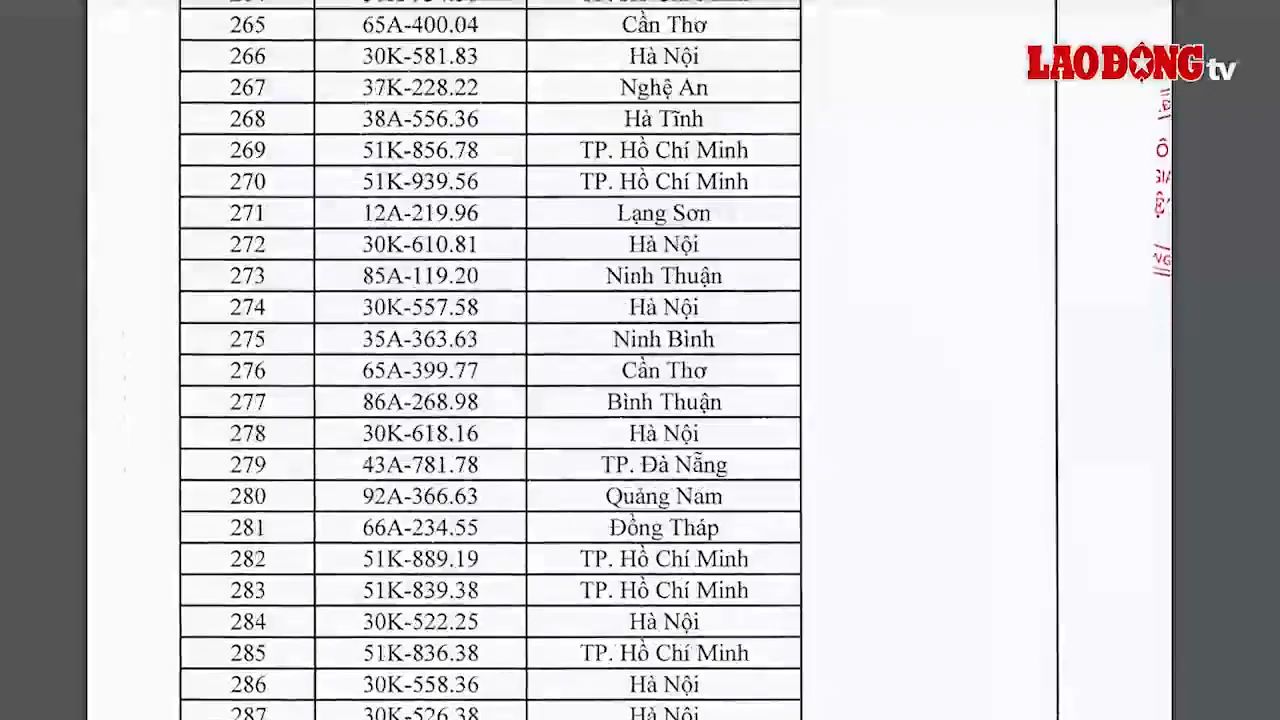 265 65A-400.04 Cần Thơ
266 30K-581.83 Hà Nội
267 37K-228.22 Nghệ An
268 38A-556.36 Hà Tĩnh
269 51K-856.78 TP. Hồ Chí Minh
270 51K-939.56 TP. Hồ Chí Minh
271 12A-219.96 Lạng Sơn
272 30K-610.81 Hà Nội
273 85A-119.20 Ninh Thuận
274 30K-557.58 Hà Nội
275 35A-363.63 Ninh Bình
276 65A-399.77 Cần Thơ
277 86A-268.98 Bình Thuận
278 30K-618.16 Hà Nội
279 43A-781.78 TP. Đà Nẵng
280 92A-366.63 Quảng Nam
281 66A-234.55 Đồng Tháp
282 51K-889.19 TP. Hồ Chí Minh
283 51K-839.38 TP. Hồ Chí Minh
284 30K-522.25 Hà Nội
285 51K-836.38 TP. Hồ Chí Minh
286 30K-558.36 Hà Nội
287 30K-526.38 Hà Nội
LAO ĐỘNG tv